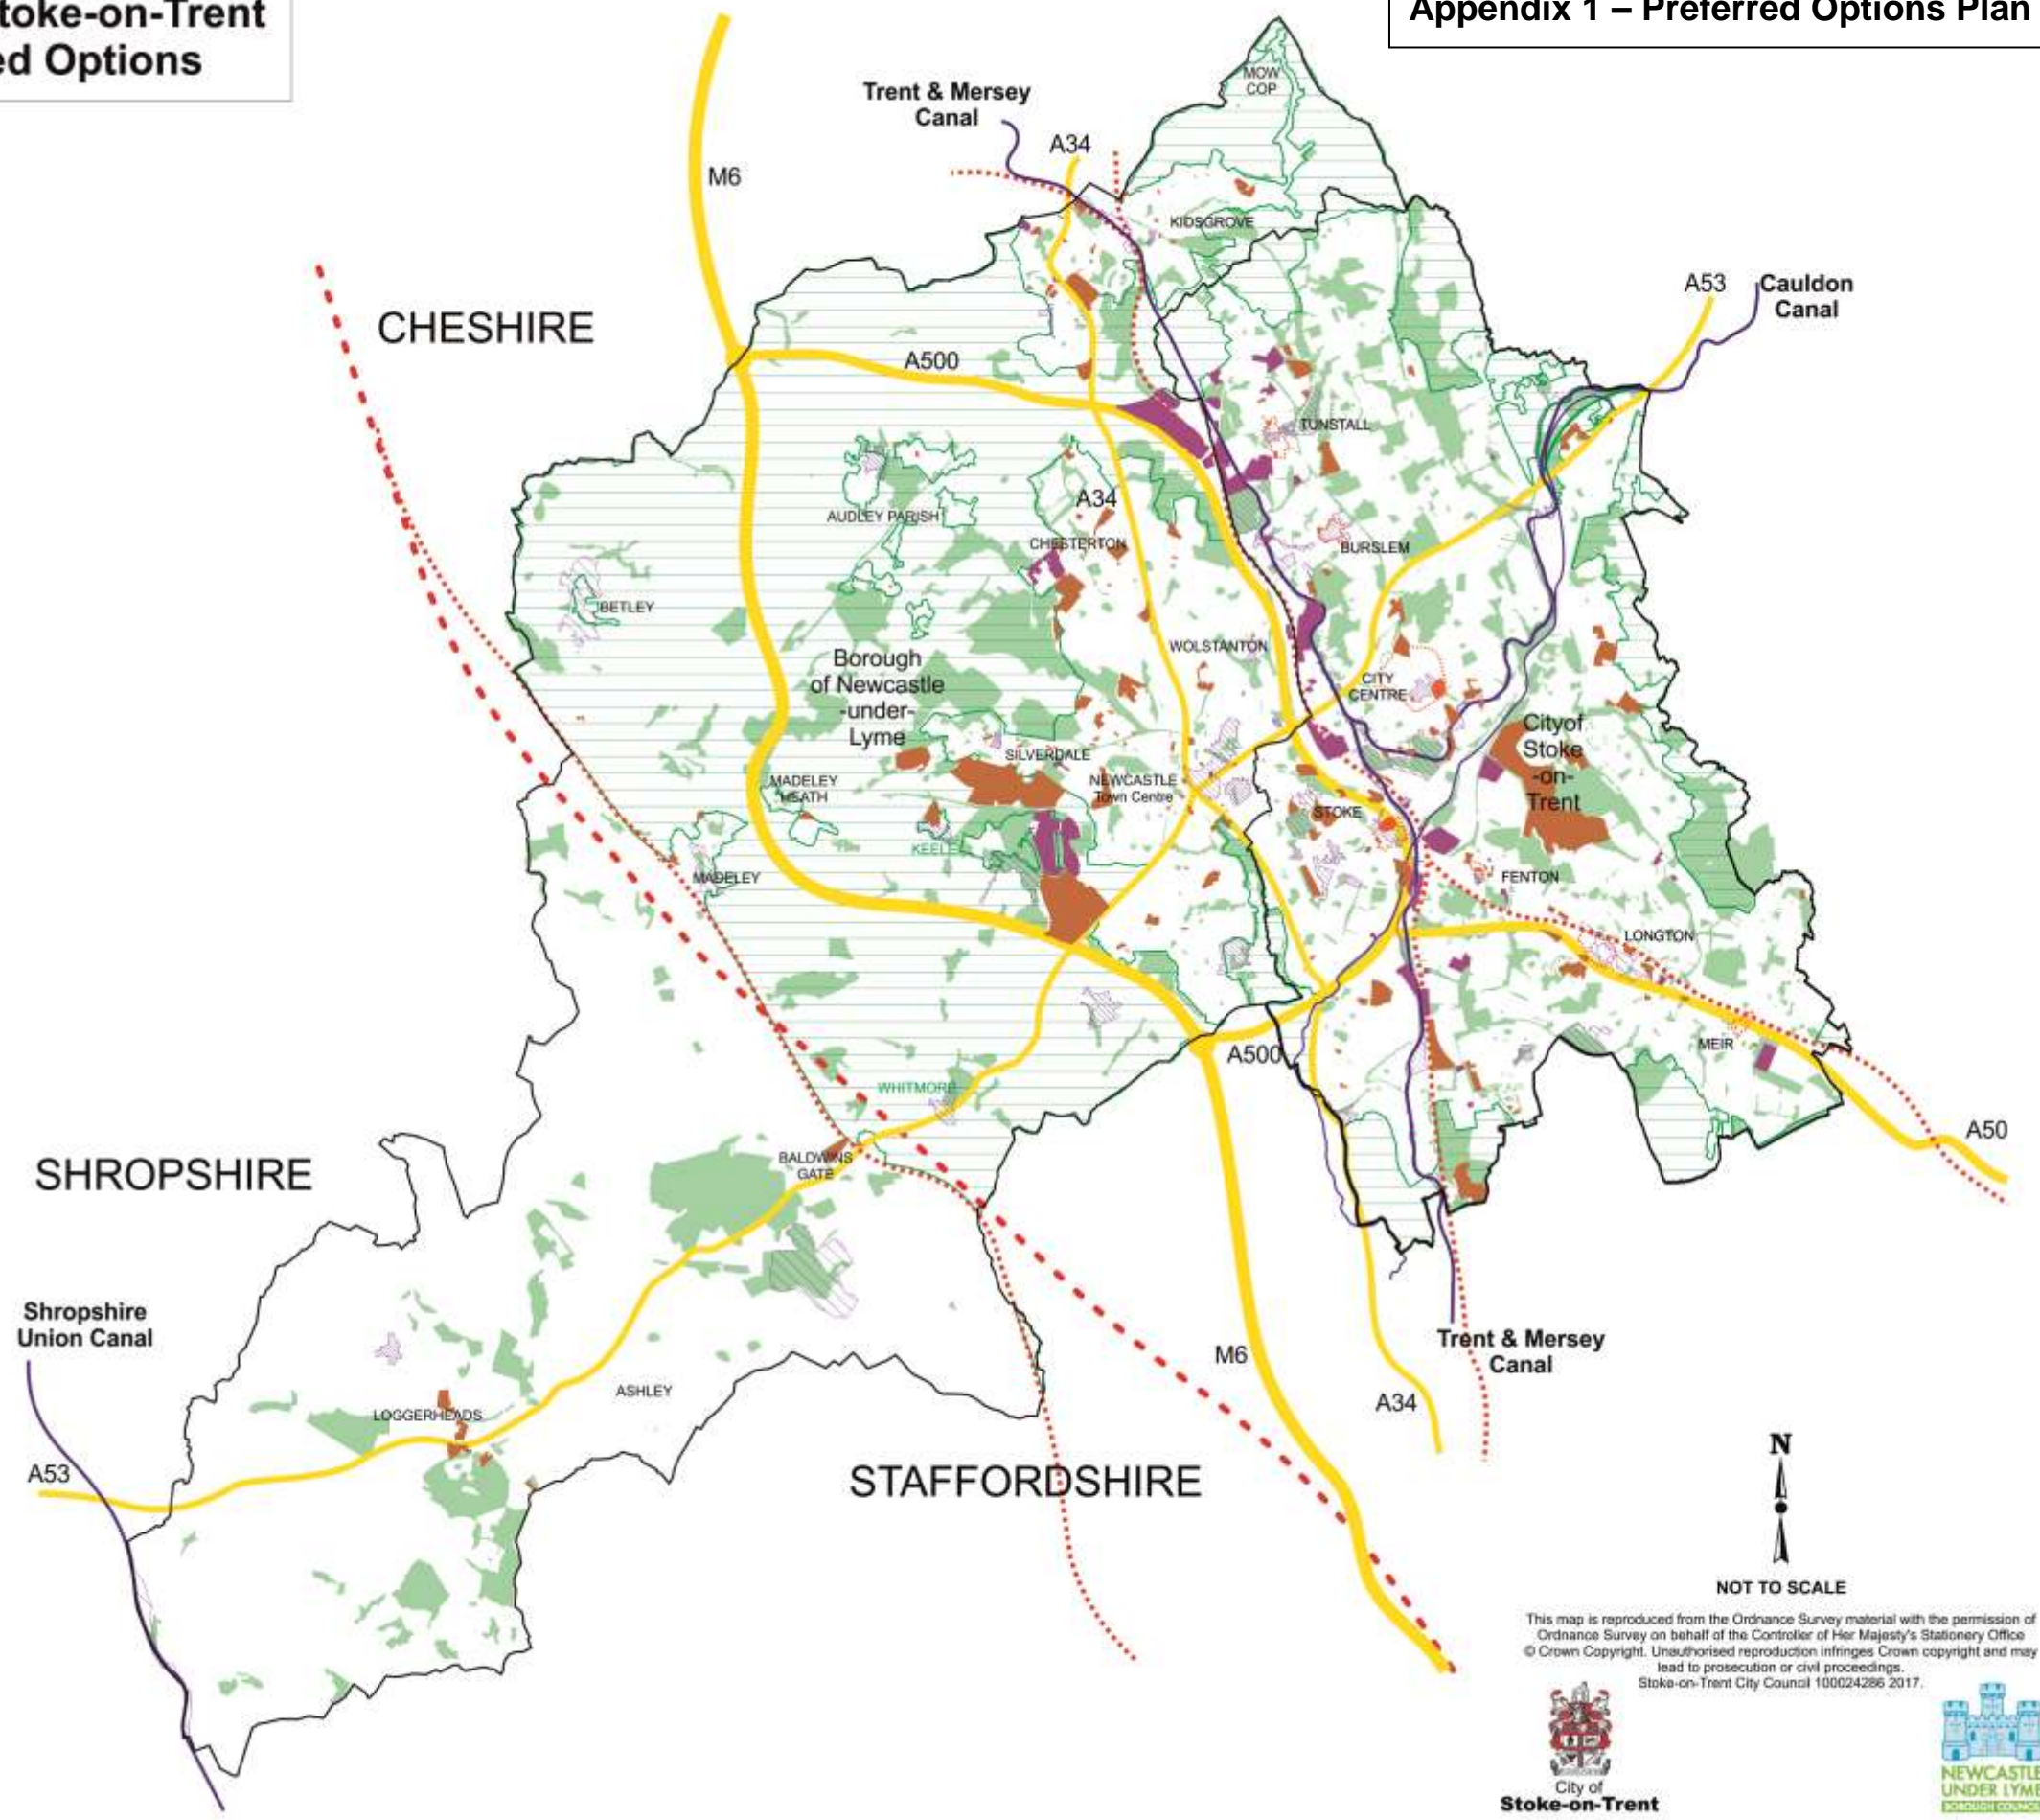 toke-on-Trent
ed Options
Appendix 1 – Preferred Options Plan
MOW
COP
Trent & Mersey
Canal
A34
M6
KIDSGROVE
A53
Cauldon
Canal
CHESHIRE
A500
TUNSTALL
A34
AUDLEY PARISH
CHESTERTON
BURSLEM
BETLEY
WOLSTANTON
Borough
of Newcastle
-under-
Lyme
CITY
CENTRE
Cityof
Stoke
-on-
Trent
SILVERDALE
MADELEY
HEATH
NEWCASTLE
Town Centre
STOKE
KEELE
MADELEY
FENTON
LONGTON
MEIR
A500
WHITMORE
A50
BALDWINS
GATE
SHROPSHIRE
Shropshire
Union Canal
Trent & Mersey
Canal
M6
A34
ASHLEY
LOGGERHEADS
A53
STAFFORDSHIRE
N
NOT TO SCALE
This map is reproduced from the Ordnance Survey material with the permission of
Ordnance Survey on behalf of the Controller of Her Majesty's Stationery Office
© Crown Copyright. Unauthorised reproduction infringes Crown copyright and may
lead to prosecution or civil proceedings.
Stoke-on-Trent City Council 100024286 2017.
City of
Stoke-on-Trent
NEWCASTLE
UNDER LYME
BOROUGH COUNCIL